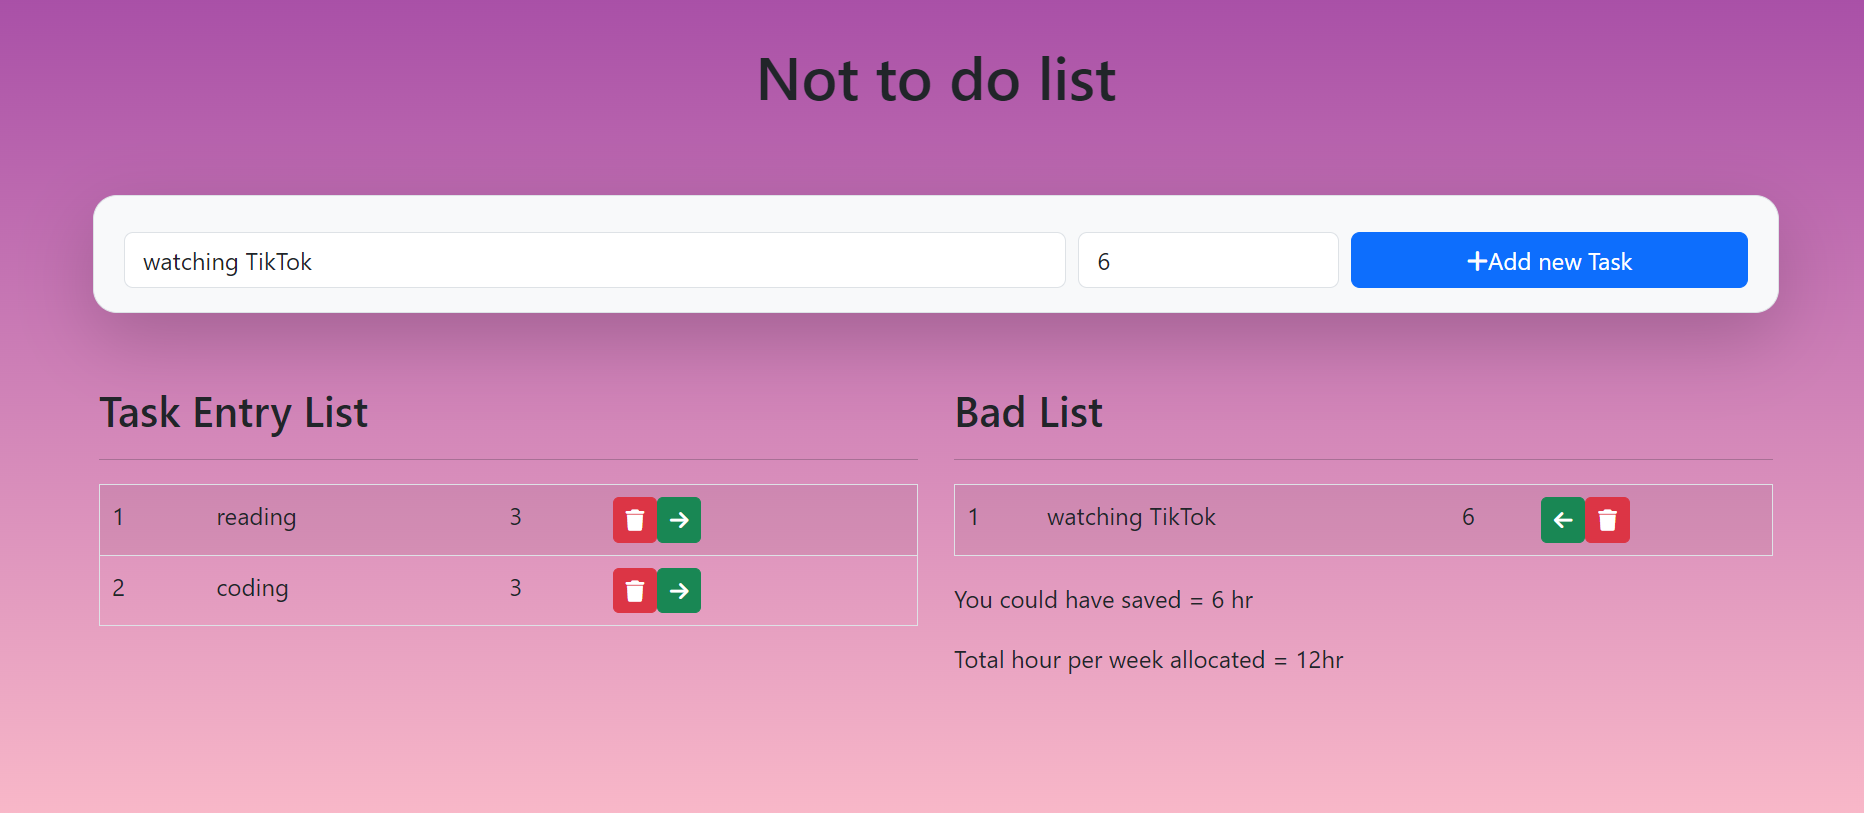 Not to do list
watching TikTok 6 Add new Task
Task Entry List
1 reading 3
2 coding 3
Bad List
1 watching TikTok 6
You could have saved = 6 hr
Total hour per week allocated = 12hr